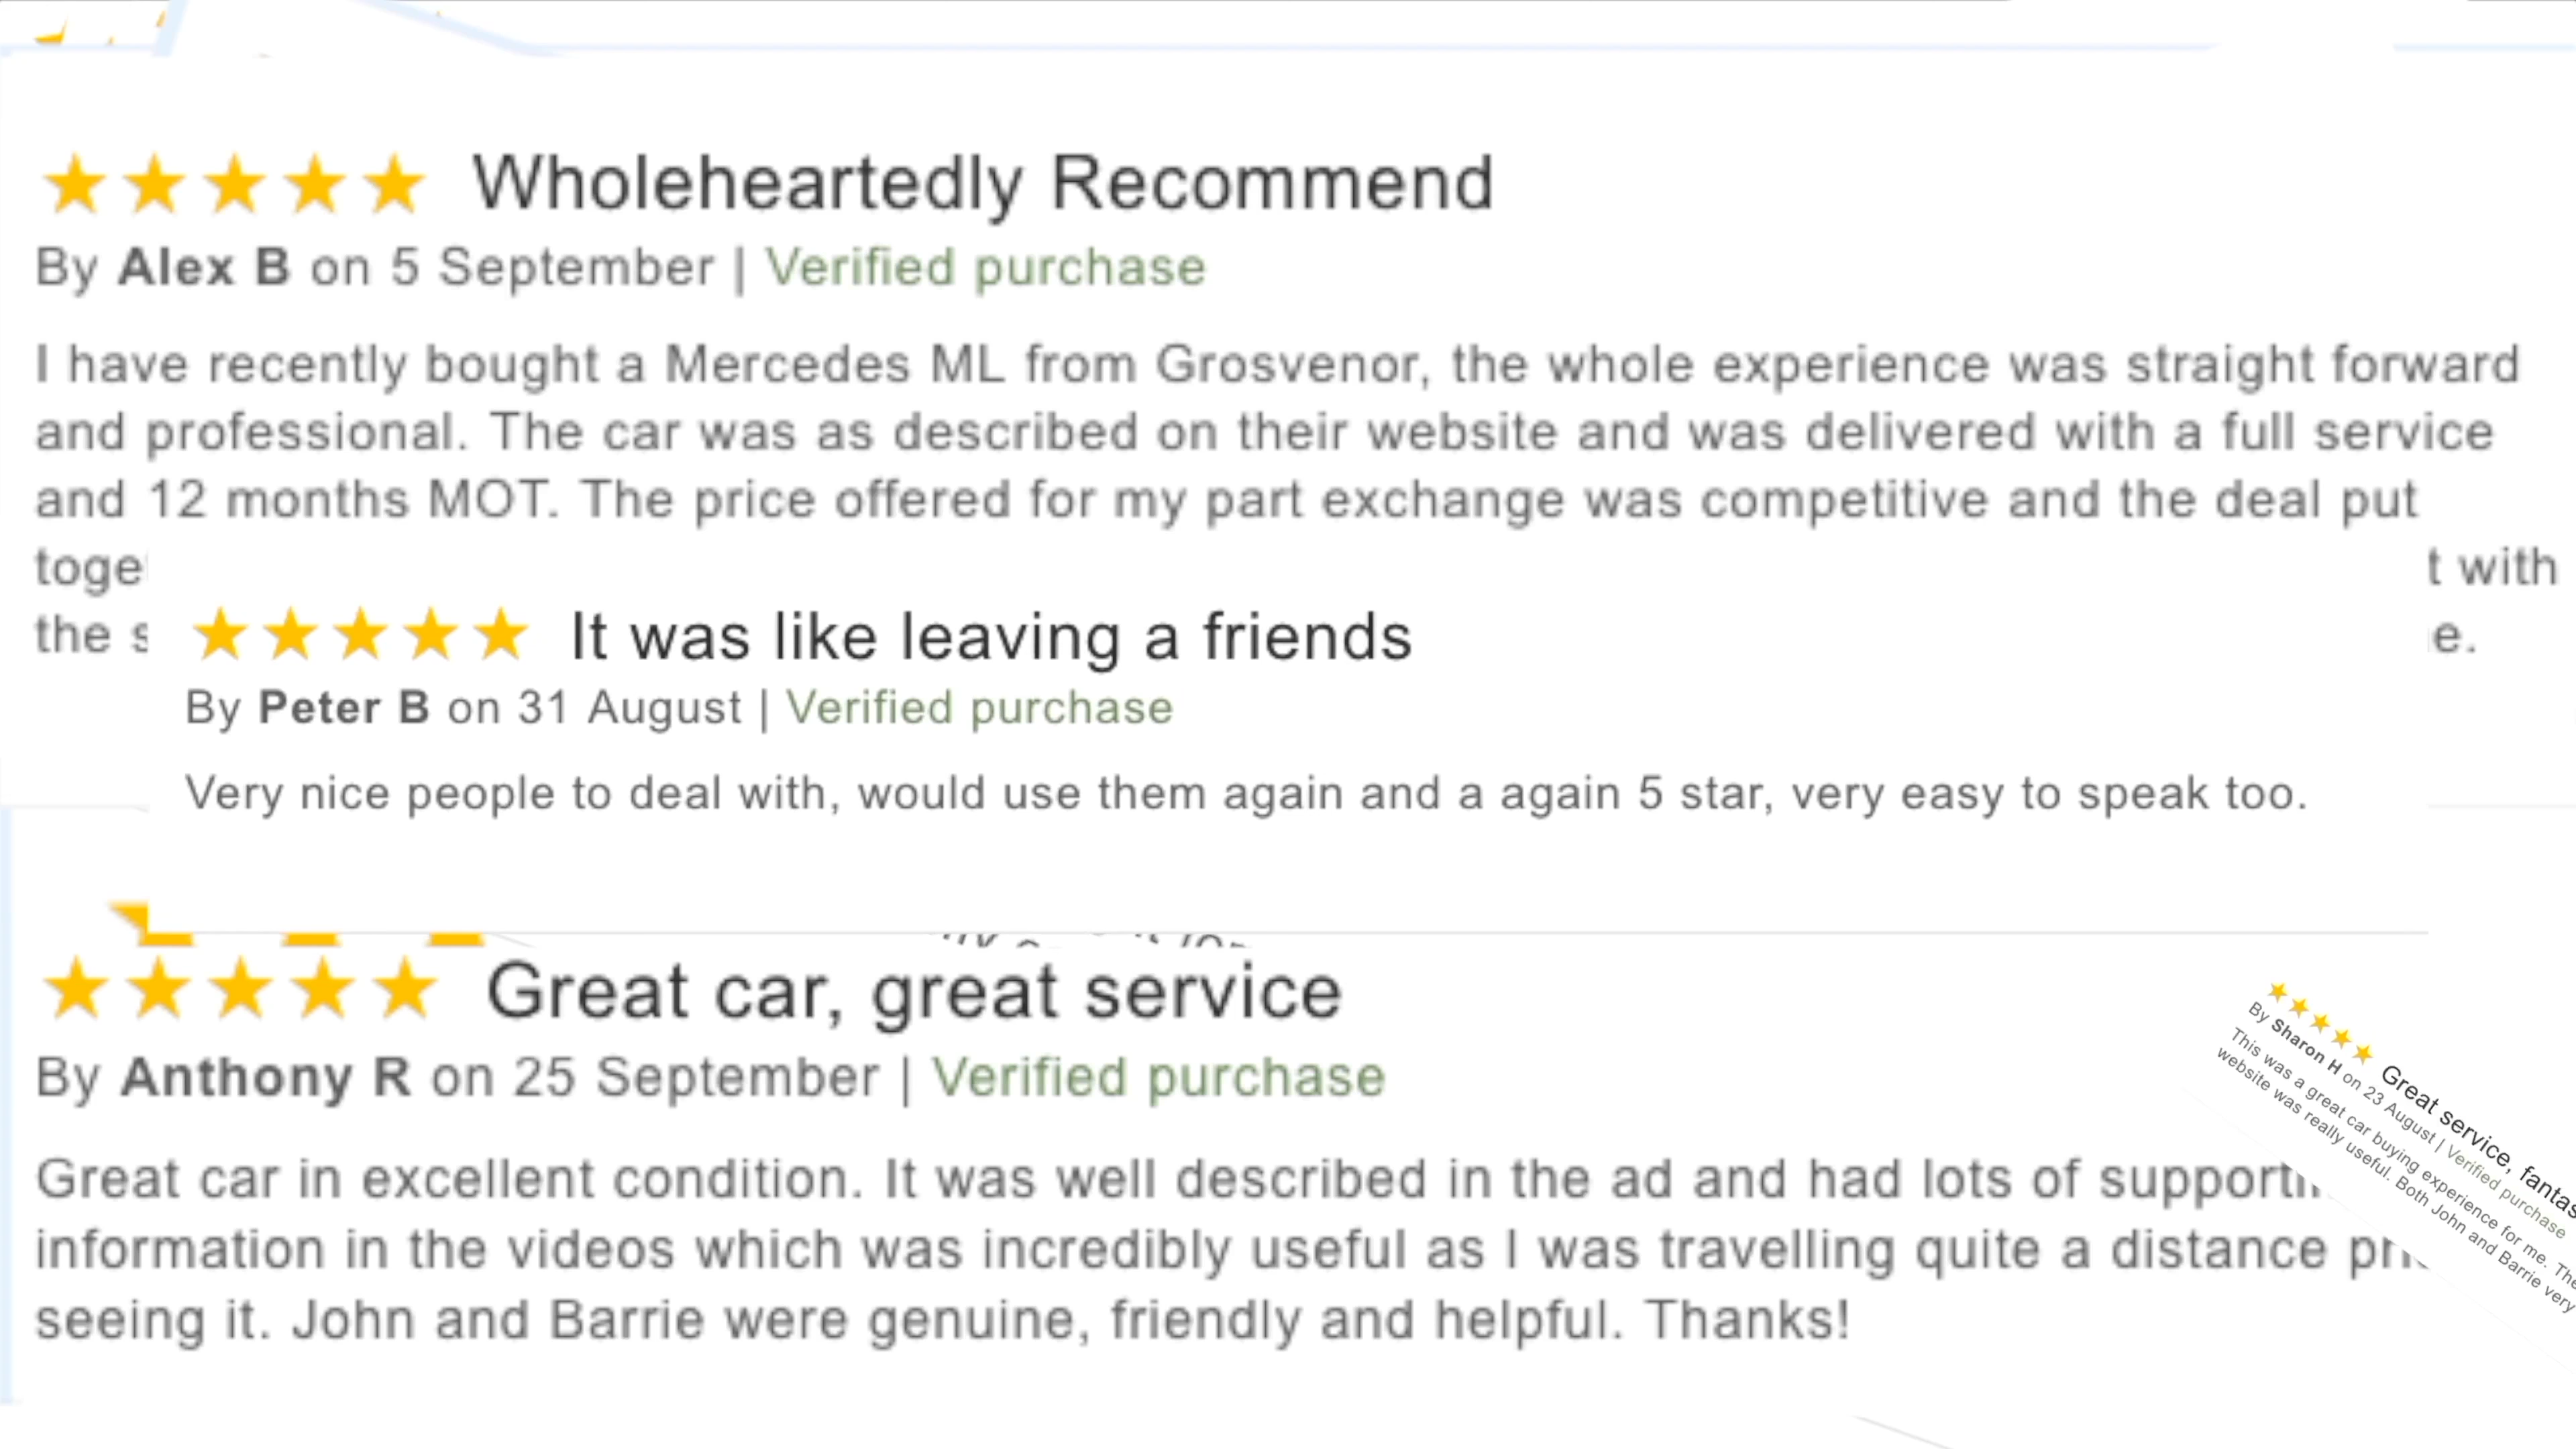 Wholeheartedly Recommend
By Alex B on 5 September | Verified purchase
I have recently bought a Mercedes ML from Grosvenor, the whole experience was straight forward
and professional. The car was as described on their website and was delivered with a full service
and 12 months MOT. The price offered for my part exchange was competitive and the deal put
with
the
It was like leaving a friends
By Peter B on 31 August | Verified purchase
Very nice people to deal with, would use them again and a again 5 star, very easy to speak too.
Great car, great service
By Anthony R on 25 September | Verified purchase
Great car in excellent condition. It was well described in the ad and had lots of
information in the videos which was incredibly useful as I was travelling quite a distance
seeing it. John and Barrie were genuine, friendly and helpful. Thanks!
Great service,
By Sharon H on 23 August | Verified purchase
This was a great car buying experience for me.
website was really useful. Both John and Barrie very